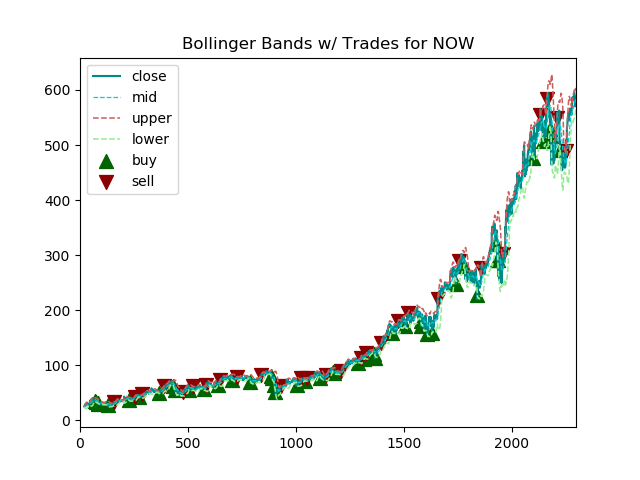 Bollinger Bands w/ Trades for NOW
close
mid
upper
lower
buy
sell
600
500
400
300
200
100
0
0 500 1000 1500 2000